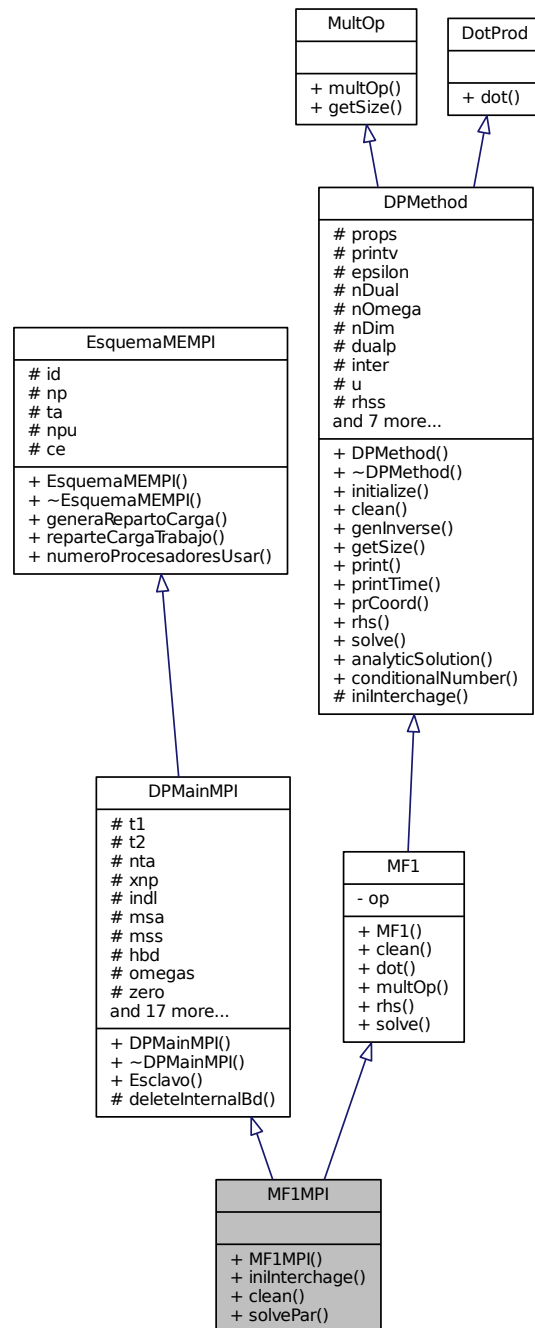 MultOp
+ multOp()
+ getSize()
DotProd
+ dot()
DPMethod
# props
# printv
# epsilon
# nDual
# nOmega
# nDim
# dualp
# inter
# u
# rhss
and 7 more...
+ DPMethod()
+ ~DPMethod()
+ initialize()
+ clean()
+ genInverse()
+ getSize()
+ print()
+ printTime()
+ prCoord()
+ rhs()
+ solve()
+ analyticSolution()
+ conditionalNumber()
# iniInterchage()
EsquemaMEMPI
# id
# np
# ta
# npu
# ce
+ EsquemaMEMPI()
+ ~EsquemaMEMPI()
+ generaRepartoCarga()
+ reparteCargaTrabajo()
+ numeroProcesadoresUsar()
DPMainMPI
# t1
# t2
# nta
# xnp
# indl
# msa
# mss
# hbd
# omegas
# zero
and 17 more...
+ DPMainMPI()
+ ~DPMainMPI()
+ Esclavo()
# deleteInternalBd()
MF1
- op
+ MF1()
+ clean()
+ dot()
+ multOp()
+ rhs()
+ solve()
MF1MPI
+ MF1MPI()
+ iniInterchage()
+ clean()
+ solvePar()